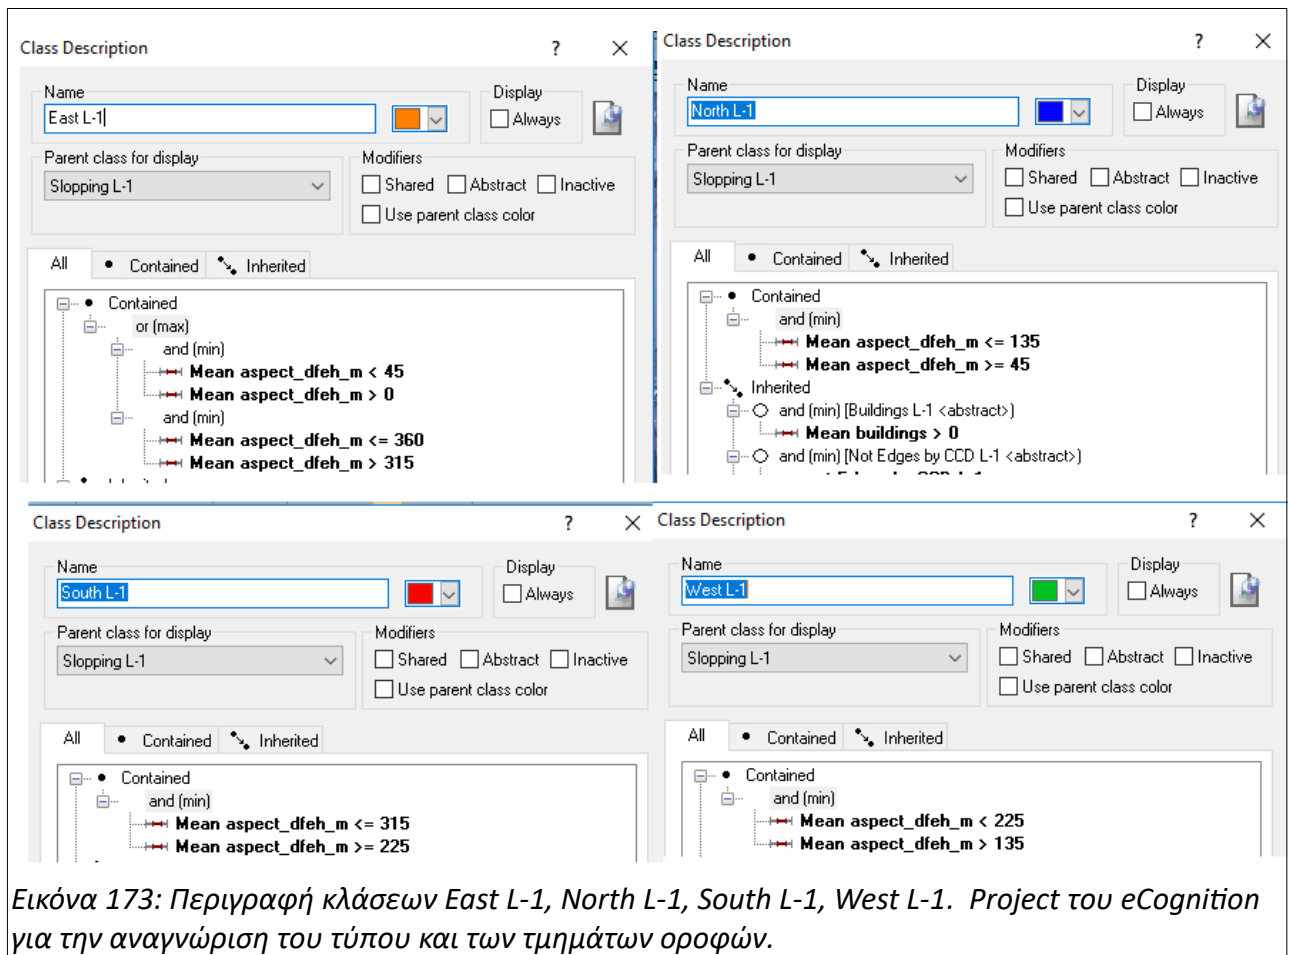 Class Description ? ×
Name
East L-1
Display
Always
Parent class for display
Slopping L-1
Modifiers
Shared Abstract Inactive
Use parent class color
All Contained Inherited
Contained
or (max)
and (min)
Mean aspect_dfeh_m < 45
Mean aspect_dfeh_m > 0
and (min)
Mean aspect_dfeh_m <= 360
Mean aspect_dfeh_m > 315
Class Description ? ×
Name
North L-1
Display
Always
Parent class for display
Slopping L-1
Modifiers
Shared Abstract Inactive
Use parent class color
All Contained Inherited
Contained
and (min)
Mean aspect_dfeh_m <= 135
Mean aspect_dfeh_m >= 45
Inherited
and (min) [Buildings L-1 <abstract>)
Mean buildings > 0
and (min) [Not Edges by CCD L-1 <abstract>)
Class Description ? ×
Name
South L-1
Display
Always
Parent class for display
Slopping L-1
Modifiers
Shared Abstract Inactive
Use parent class color
All Contained Inherited
Contained
and (min)
Mean aspect_dfeh_m <= 315
Mean aspect_dfeh_m >= 225
Class Description ? ×
Name
West L-1
Display
Always
Parent class for display
Slopping L-1
Modifiers
Shared Abstract Inactive
Use parent class color
All Contained Inherited
Contained
and (min)
Mean aspect_dfeh_m < 225
Mean aspect_dfeh_m > 135
Εικόνα 173: Περιγραφή κλάσεων East L-1, North L-1, South L-1, West L-1. Project του eCognition
για την αναγνώριση του τύπου και των τμημάτων οροφών.